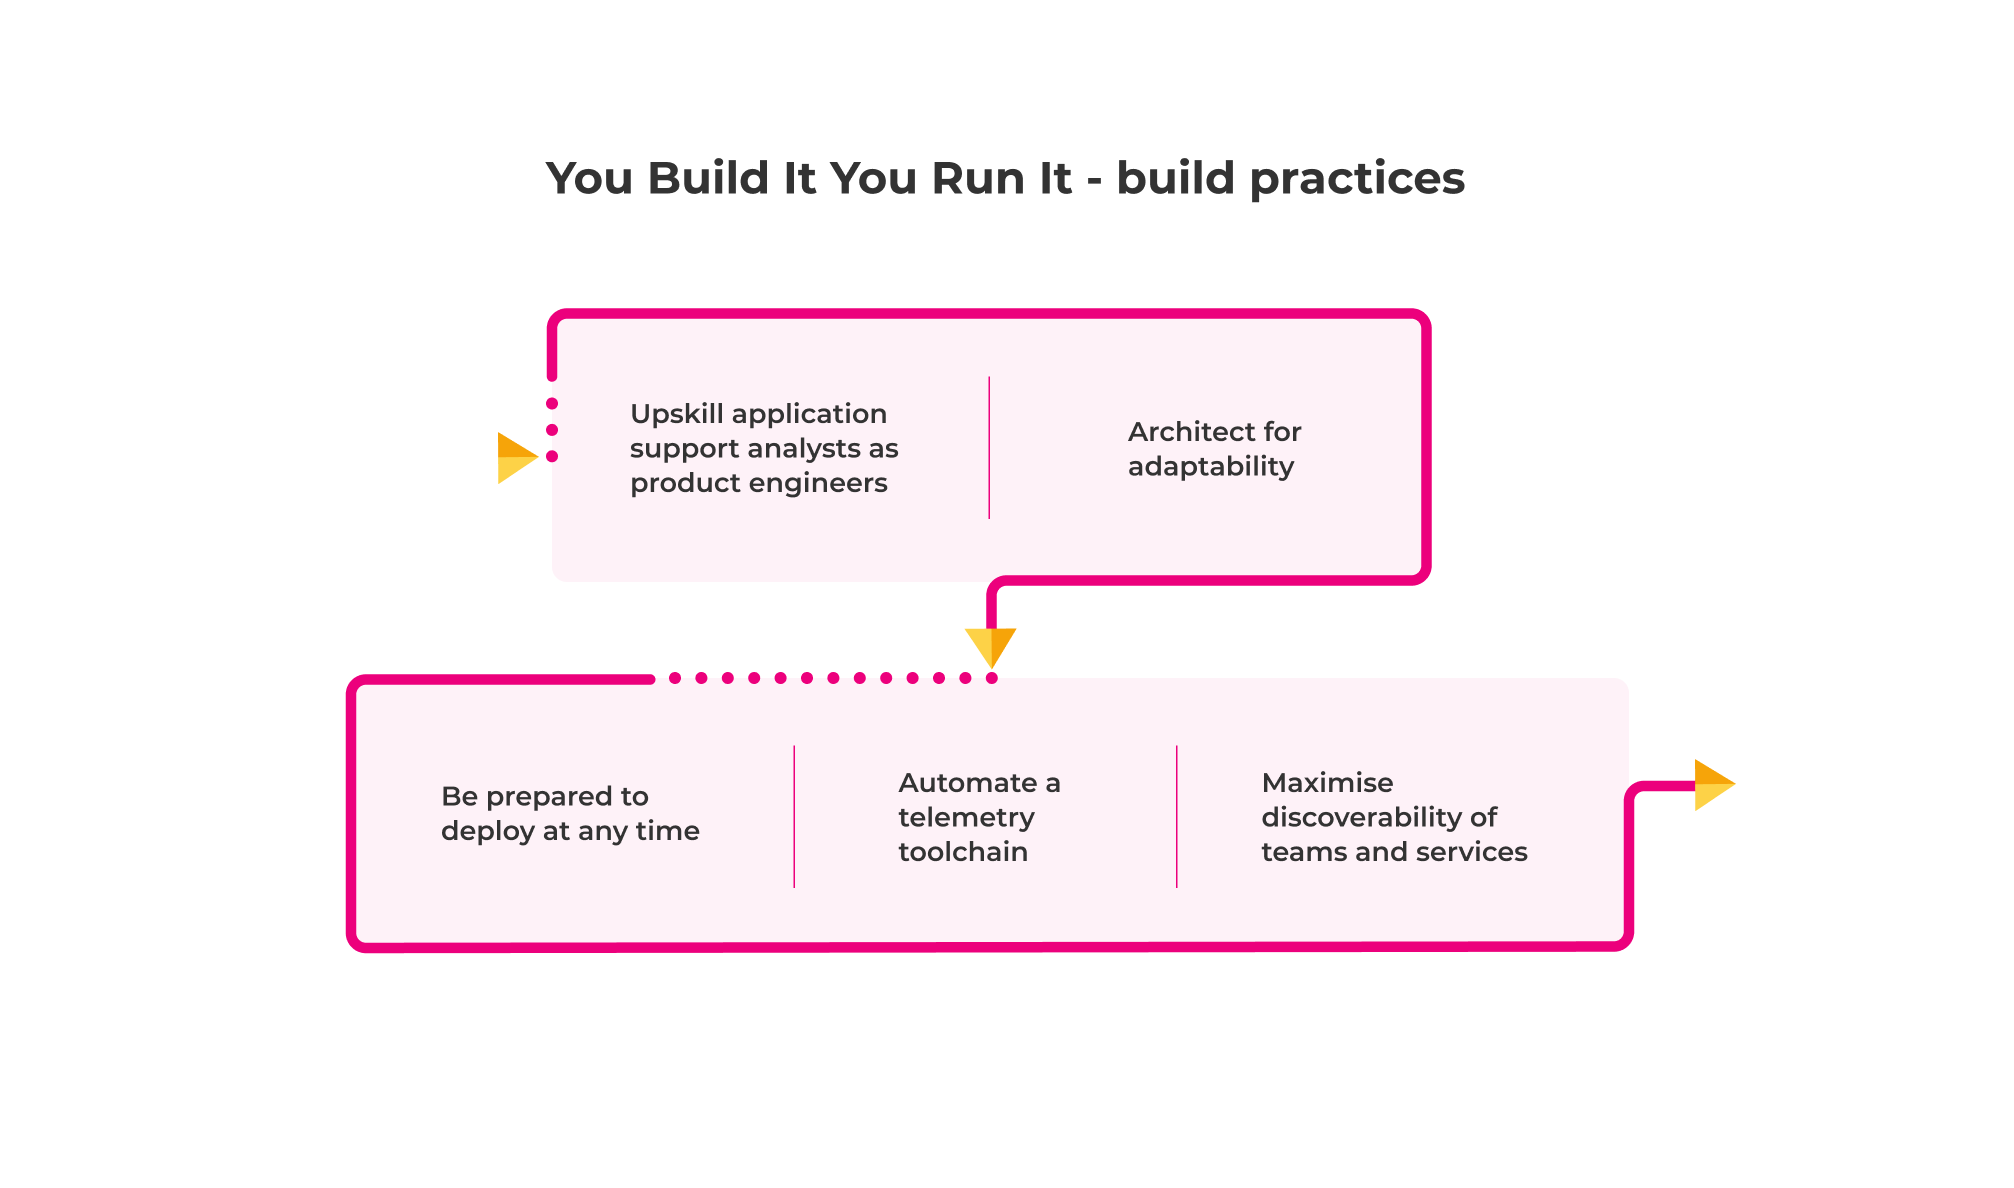 You Build It You Run It - build practices
Upskill application
support analysts as
product engineers
Architect for
adaptability
Be prepared to
deploy at any time
Automate a
telemetry
toolchain
Maximise
discoverability of
teams and services